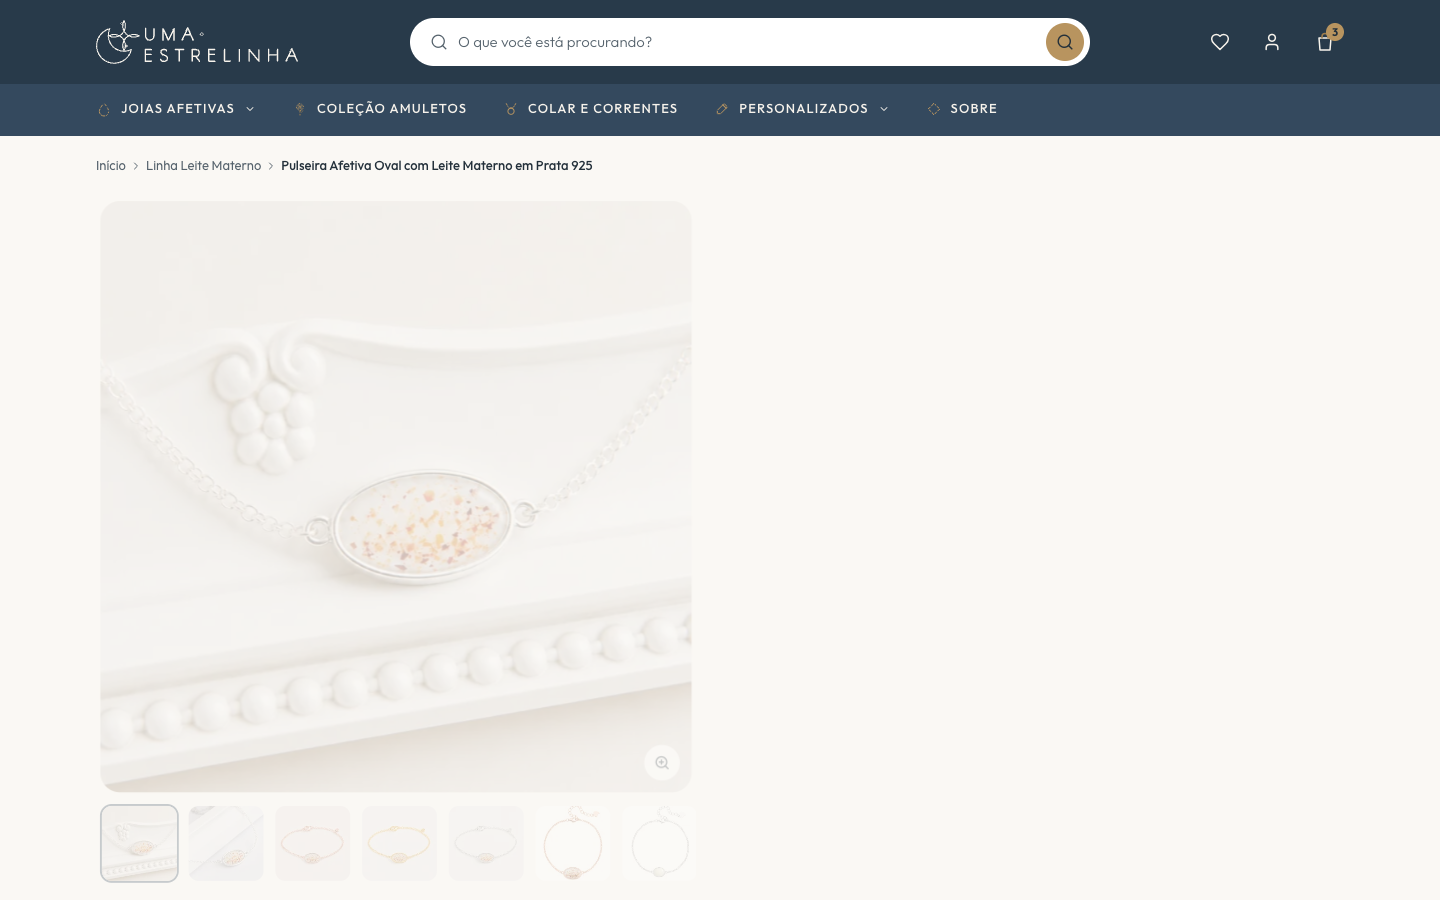 UMA
ESTRELINHA
O que você está procurando?
3
JOIAS AFETIVAS
COLEÇÃO AMULETOS
COLAR E CORRENTES
PERSONALIZADOS
SOBRE
Início > Linha Leite Materno > Pulseira Afetiva Oval com Leite Materno em Prata 925